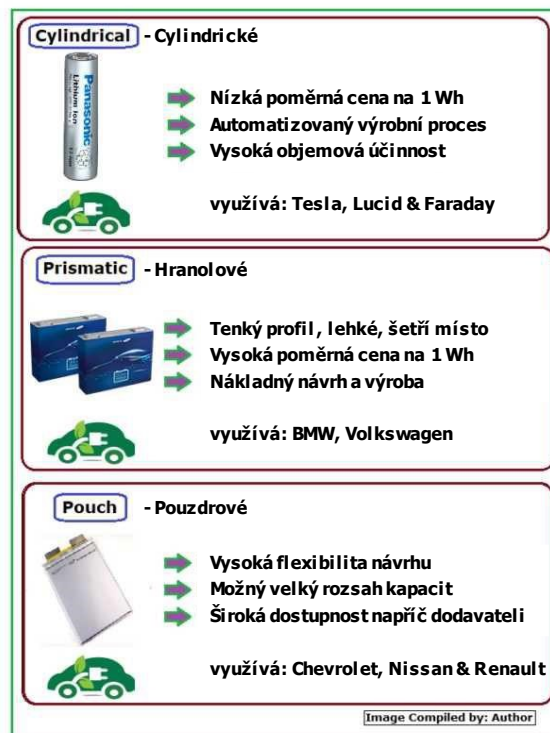 Cylindrical - Cylindrické
Panasonic
Lithium Ion
Nízká poměrná cena na 1 Wh
Automatizovaný výrobní proces
Vysoká objemová účinnost
využívá: Tesla, Lucid & Faraday
Prismatic - Hranolové
Tenký profil, lehké, šetří místo
Vysoká poměrná cena na 1 Wh
Nákladný návrh a výroba
využívá: BMW, Volkswagen
Pouch - Pouzdrové
Vysoká flexibilita návrhu
Možný velký rozsah kapacit
Široká dostupnost napříč dodavateli
využívá: Chevrolet, Nissan & Renault
Image Compiled by: Author